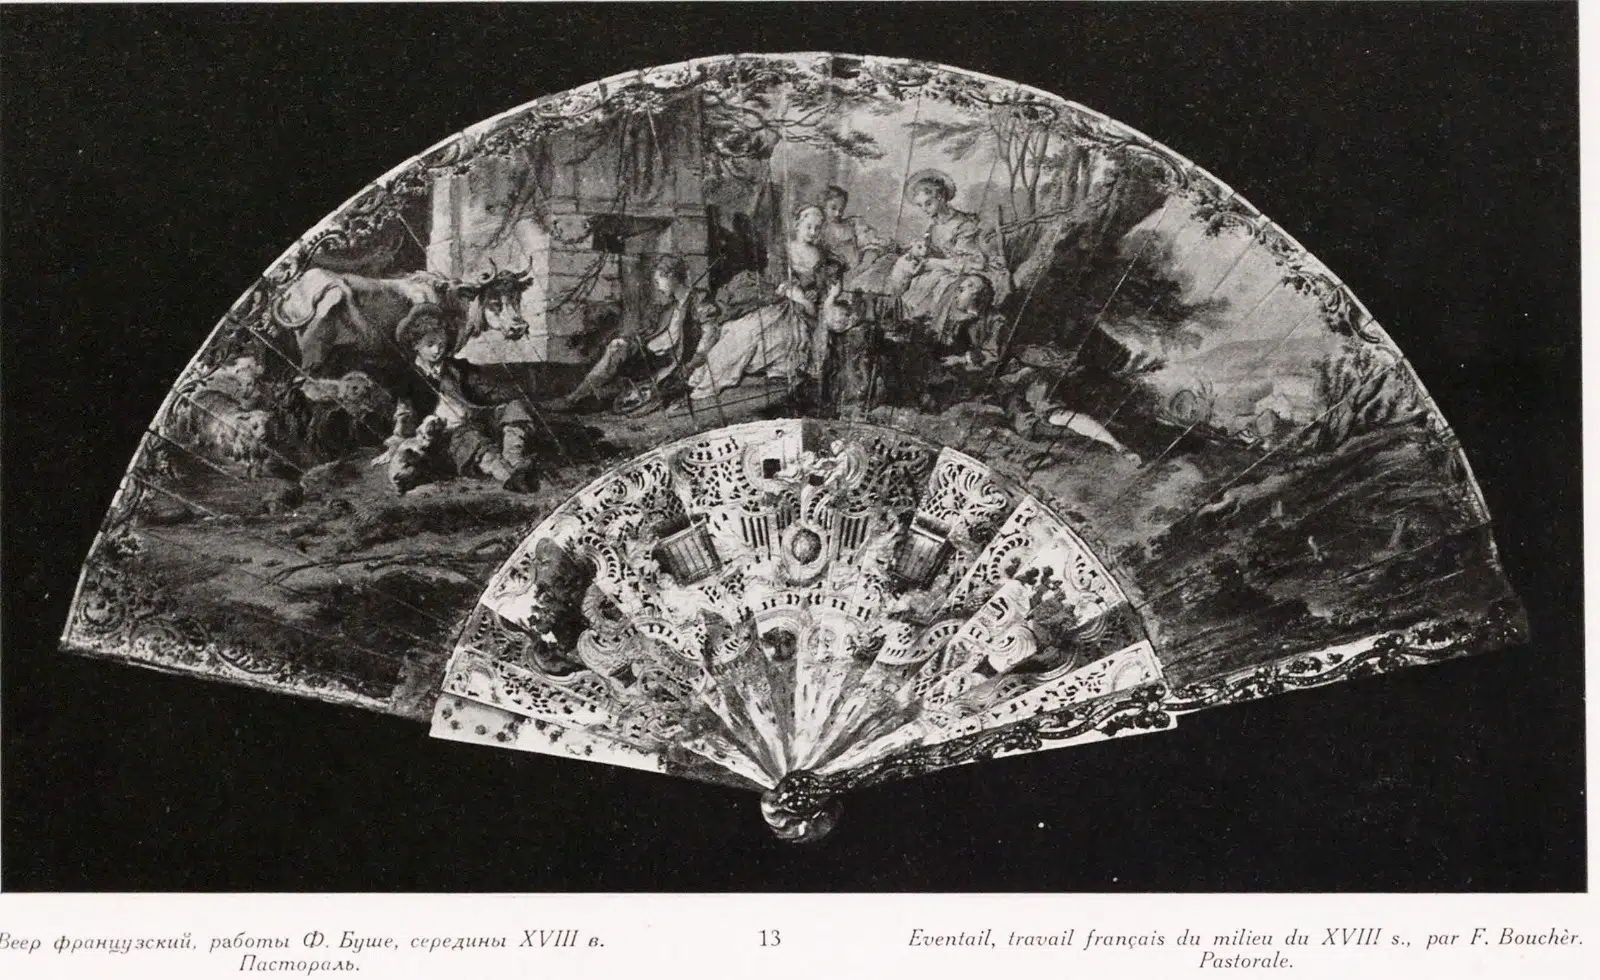 Веер французский, работы Ф. Буше, середины XVIII в.
Пастораль.
13
Eventail, travail français du milieu du XVIII s., par F. Bouchèr.
Pastorale.